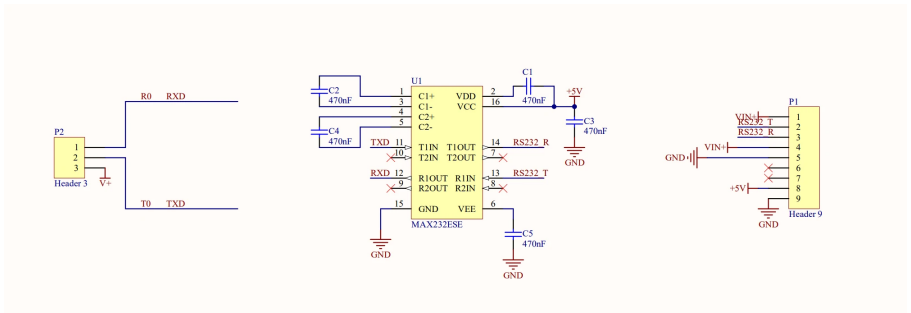 P2
1
2
3
Header 3
R0 RXD
T0 TXD
V+
C2
470nF
C4
470nF
U1
1 C1+ VDD 2
3 C1- VCC 16
4 C2+
5 C2-
TXD 11 T1IN T1OUT 14 RS232_R
10 T2IN T2OUT 7
RXD 12 R1OUT R1IN 13 RS232_T
9 R2OUT R2IN 8
15 GND VEE 6
MAX232ESE
GND
C1
470nF
+5V
C3
470nF
GND
C5
470nF
GND
P1
VIN+ 1
RS232_T 2
RS232_R 3
VIN+ 4
GND 5
6
7
+5V 8
9
GND
Header 9